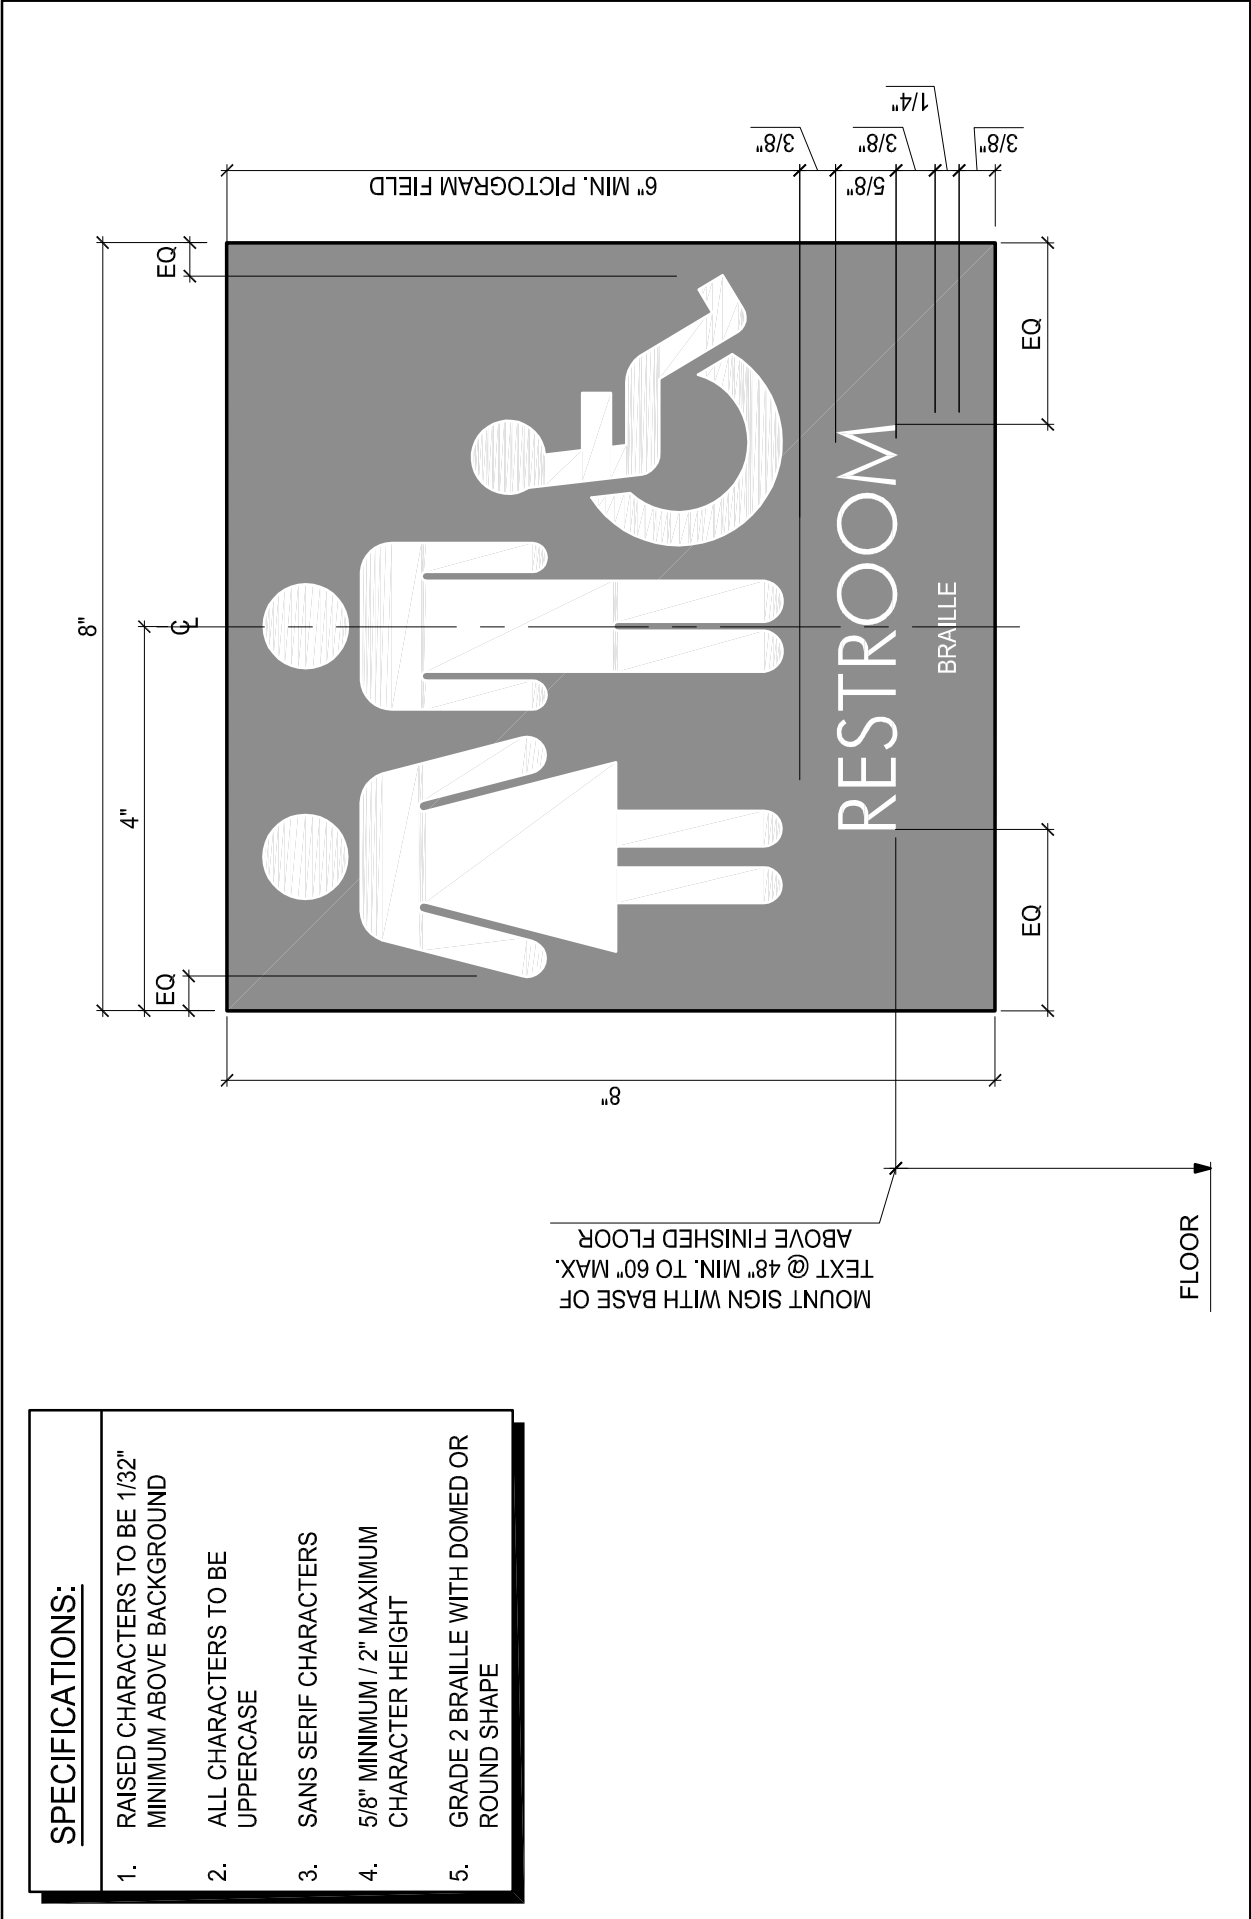 SPECIFICATIONS:
1. RAISED CHARACTERS TO BE 1/32"
MINIMUM ABOVE BACKGROUND
2. ALL CHARACTERS TO BE
UPPERCASE
3. SANS SERIF CHARACTERS
4. 5/8" MINIMUM / 2" MAXIMUM
CHARACTER HEIGHT
5. GRADE 2 BRAILLE WITH DOMED OR
ROUND SHAPE
MOUNT SIGN WITH BASE OF
TEXT @ 48" MIN. TO 60" MAX.
ABOVE FINISHED FLOOR
FLOOR
8"
4"
EQ
CL
EQ
8"
RESTROOM
BRAILLE
EQ
EQ
6" MIN. PICTOGRAM FIELD
3/8"
5/8"
3/8"
1/4"
3/8"